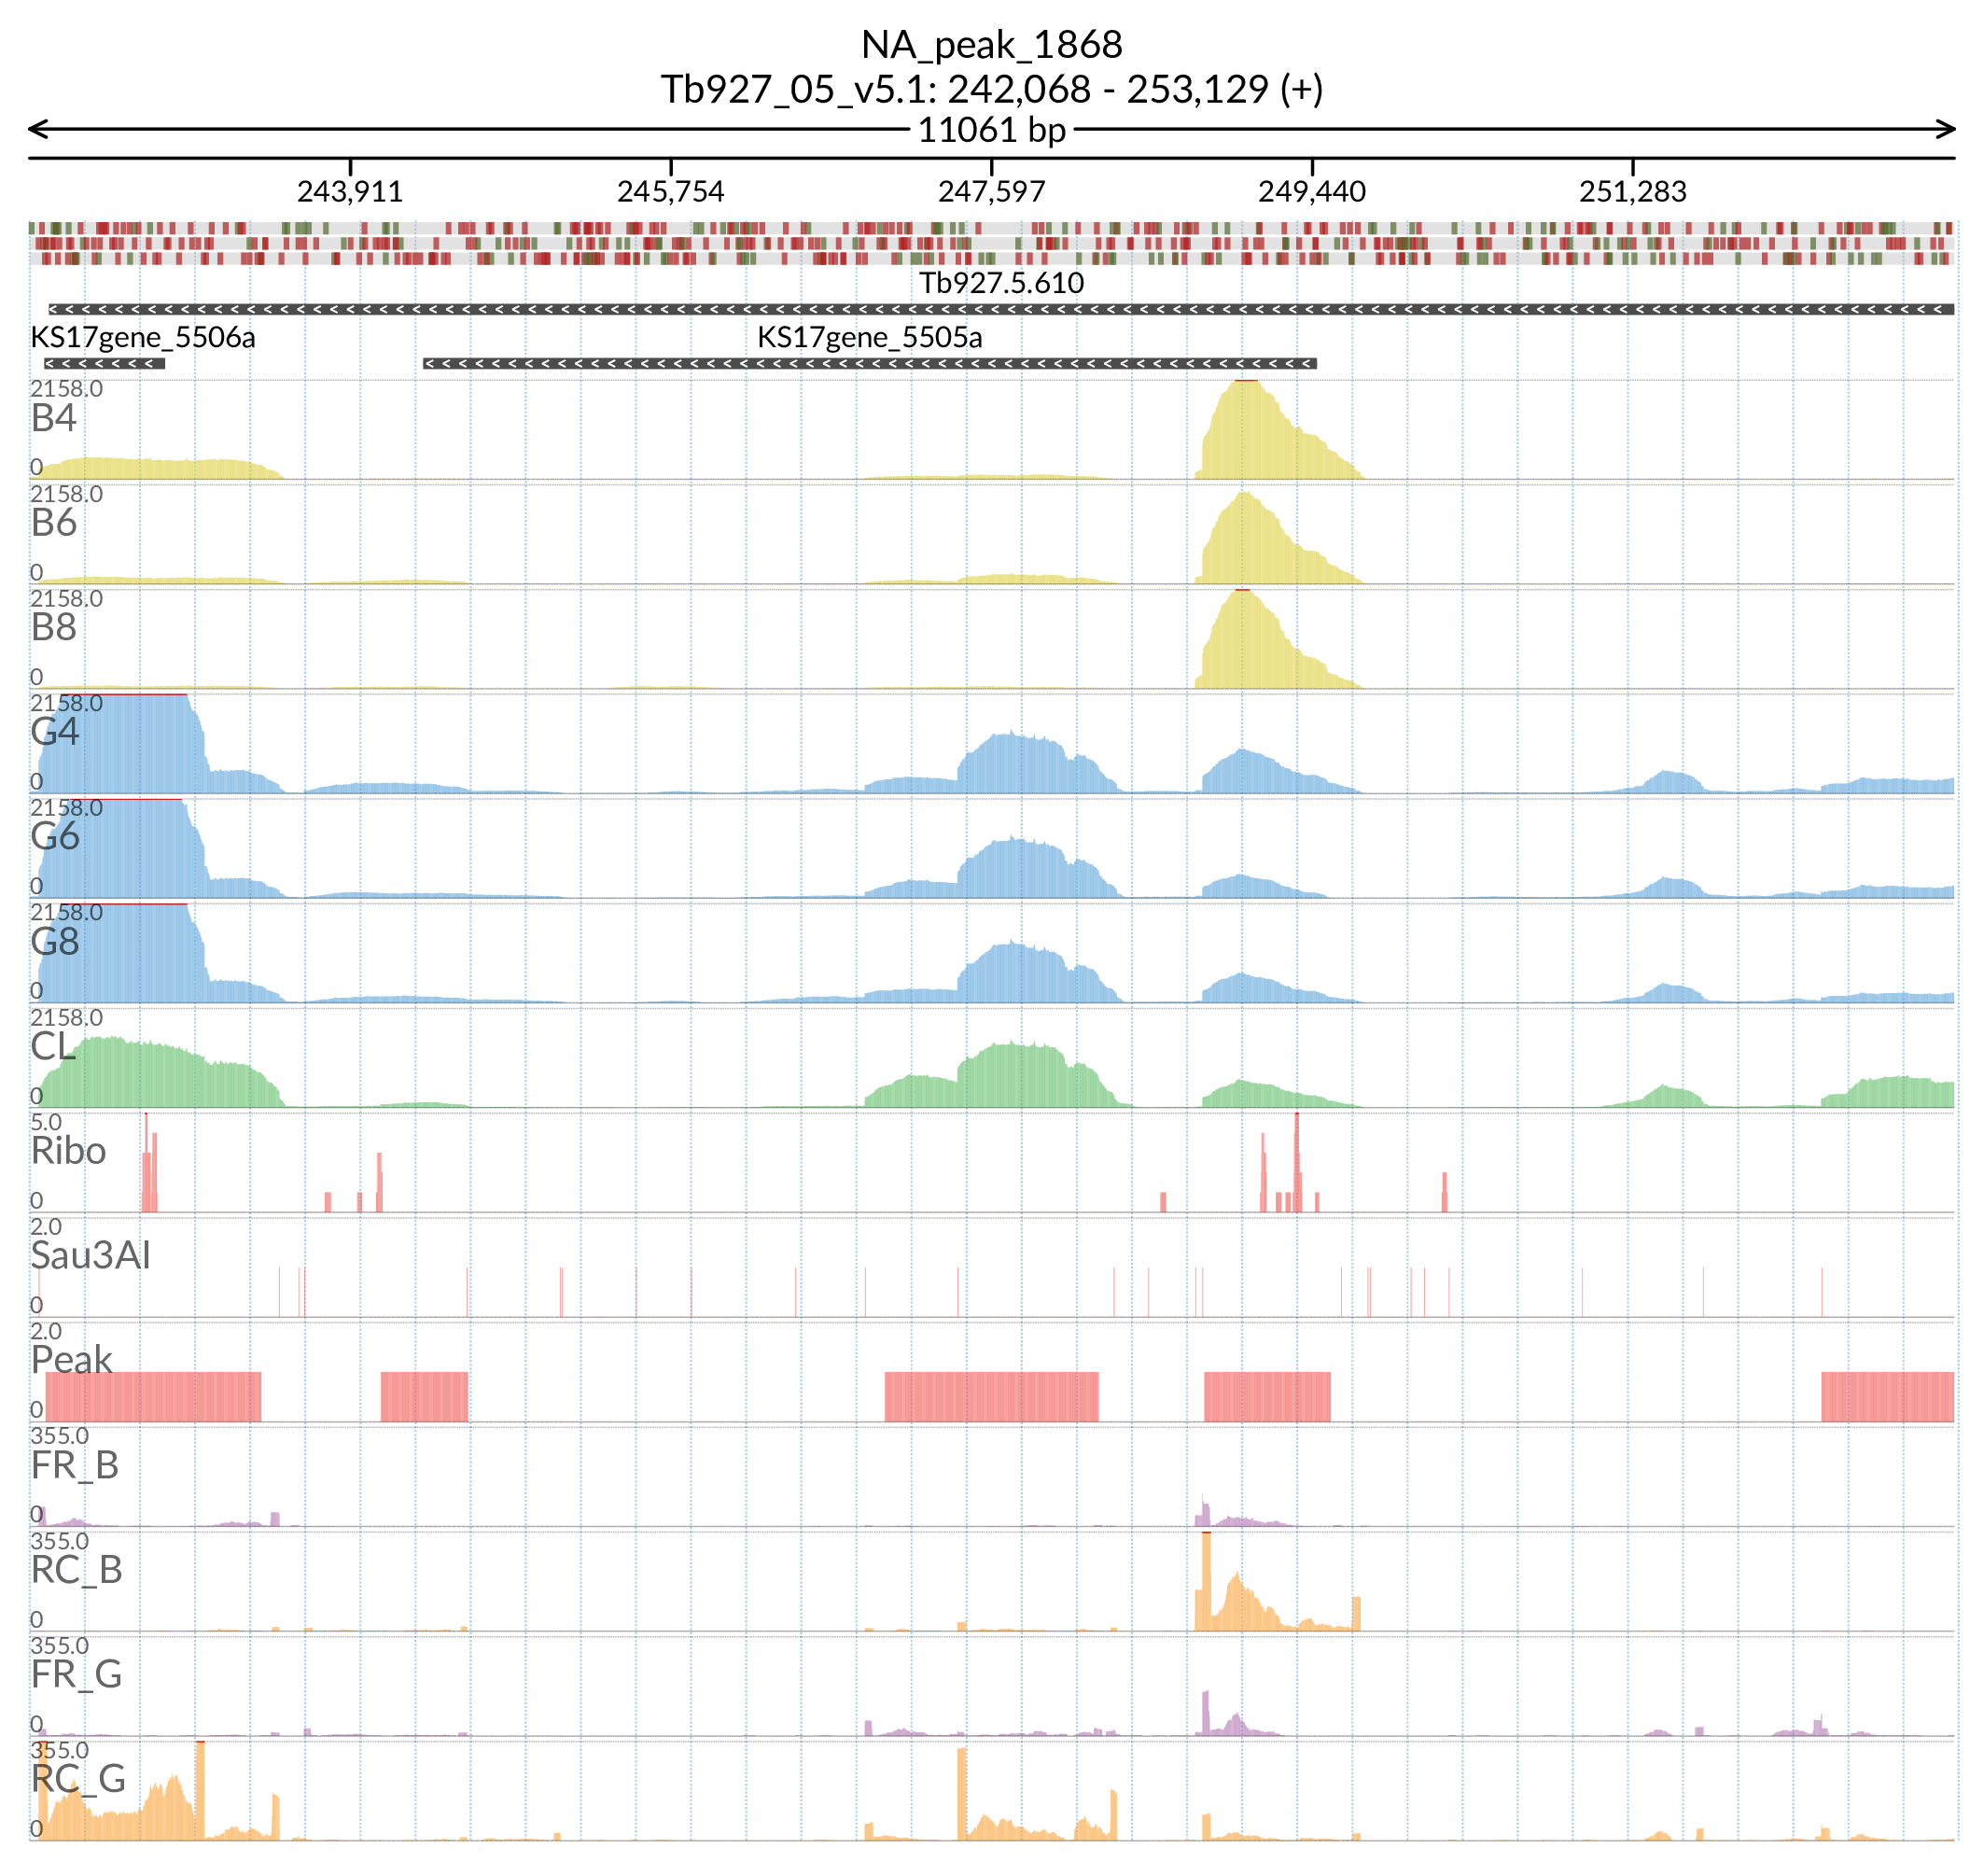 NA_peak_1868
Tb927_05_v5.1: 242,068 - 253,129 (+)
11061 bp
243,911 245,754 247,597 249,440 251,283
Tb927.5.610
KS17gene_5506a KS17gene_5505a
2158.0
B4
0
2158.0
B6
0
2158.0
B8
0
2158.0
G4
0
2158.0
G6
0
2158.0
G8
0
2158.0
CL
0
5.0
Ribo
0
2.0
Sau3AI
0
2.0
Peak
0
355.0
FR_B
0
355.0
RC_B
0
355.0
FR_G
0
355.0
RC_G
0